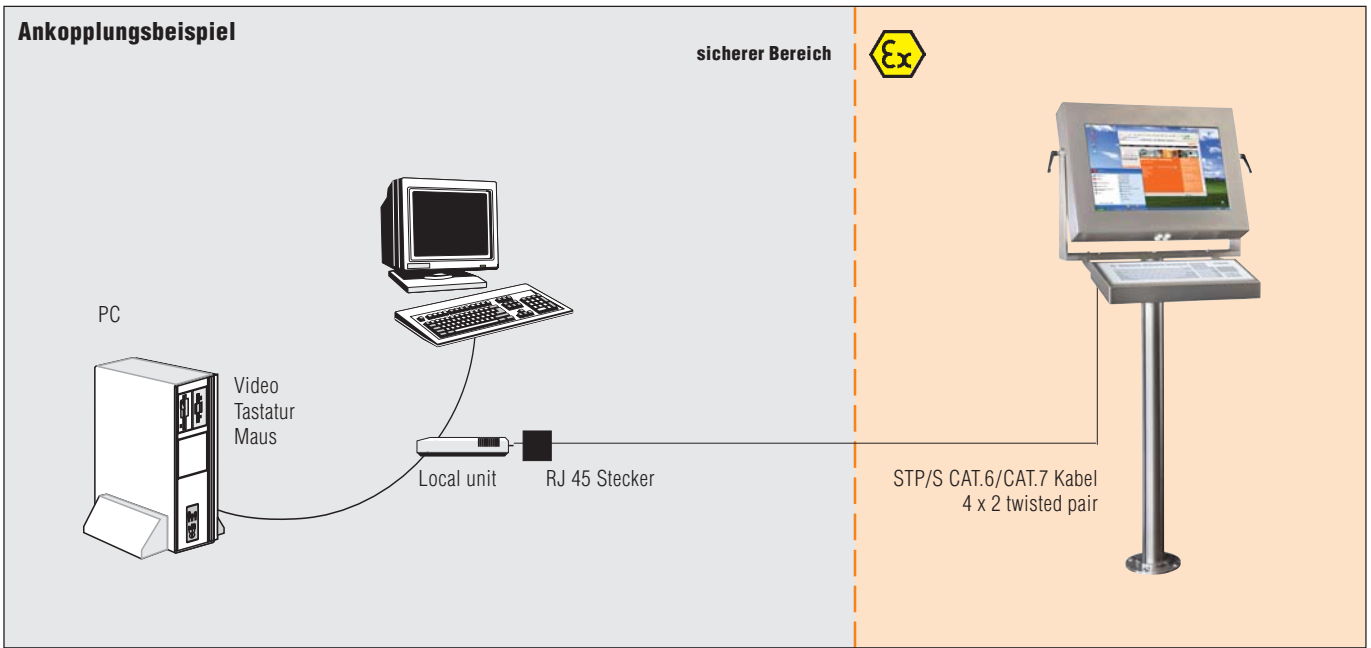 Ankopplungsbeispiel
sicherer Bereich
Ex
PC
Video
Tastatur
Maus
Local unit
RJ 45 Stecker
STP/S CAT.6/CAT.7 Kabel
4 x 2 twisted pair